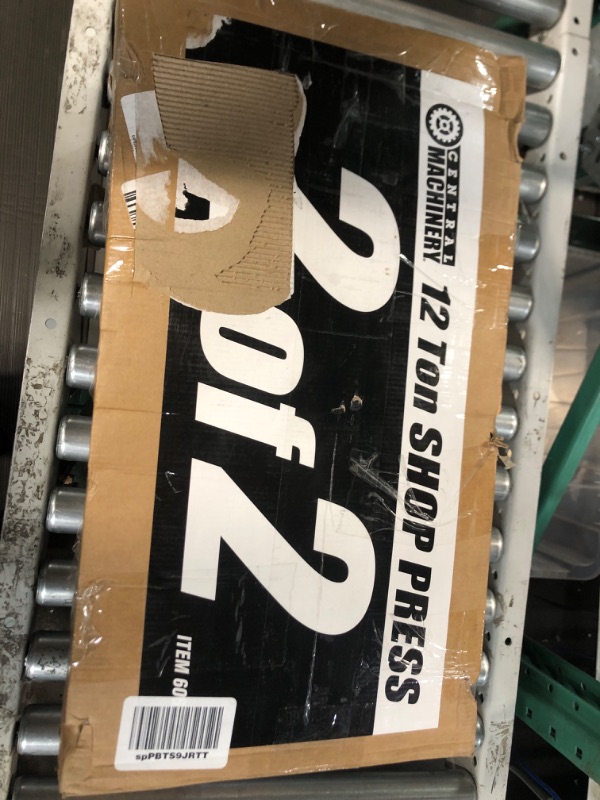 CENTRAL
MACHINERY
12 Ton SHOP PRESS
2 of 2
ITEM 60
spPBTS9JRTT